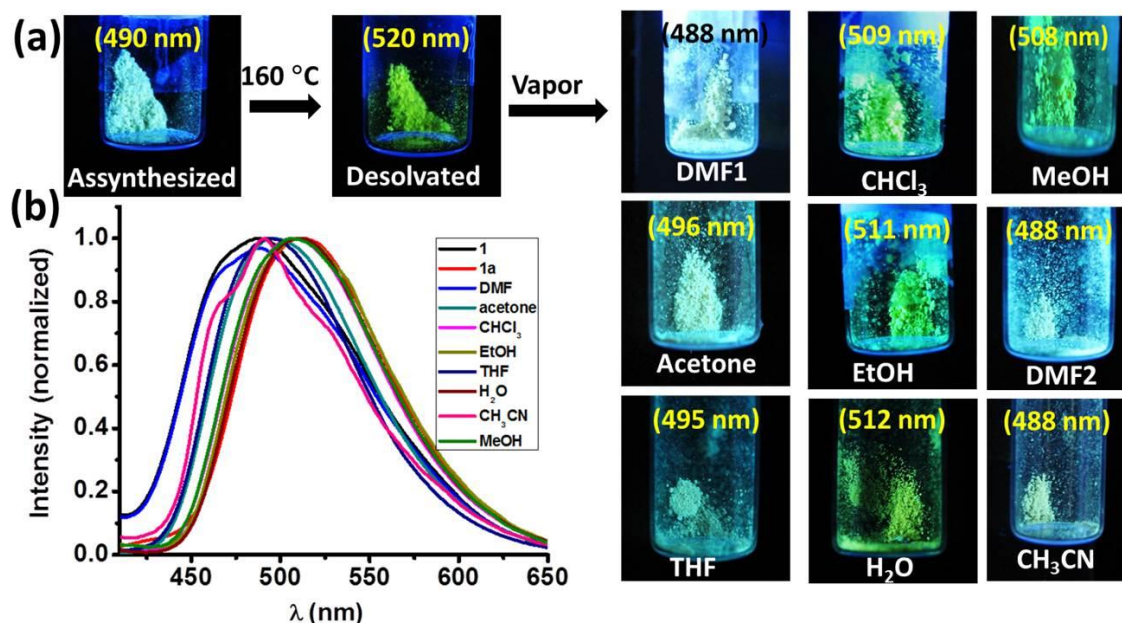 (a)
(490 nm)
Assynthesized
160 °C
(520 nm)
Desolvated
Vapor
(488 nm)
DMF1
(509 nm)
CHCl₃
(508 nm)
MeOH
(496 nm)
Acetone
(511 nm)
EtOH
(488 nm)
DMF2
(495 nm)
THF
(512 nm)
H₂O
(488 nm)
CH₃CN
(b)
Intensity (normalized)
1.0
0.8
0.6
0.4
0.2
0.0
450
500
550
600
650
λ (nm)
1
1a
DMF
acetone
CHCl₃
EtOH
THF
H₂O
CH₃CN
MeOH